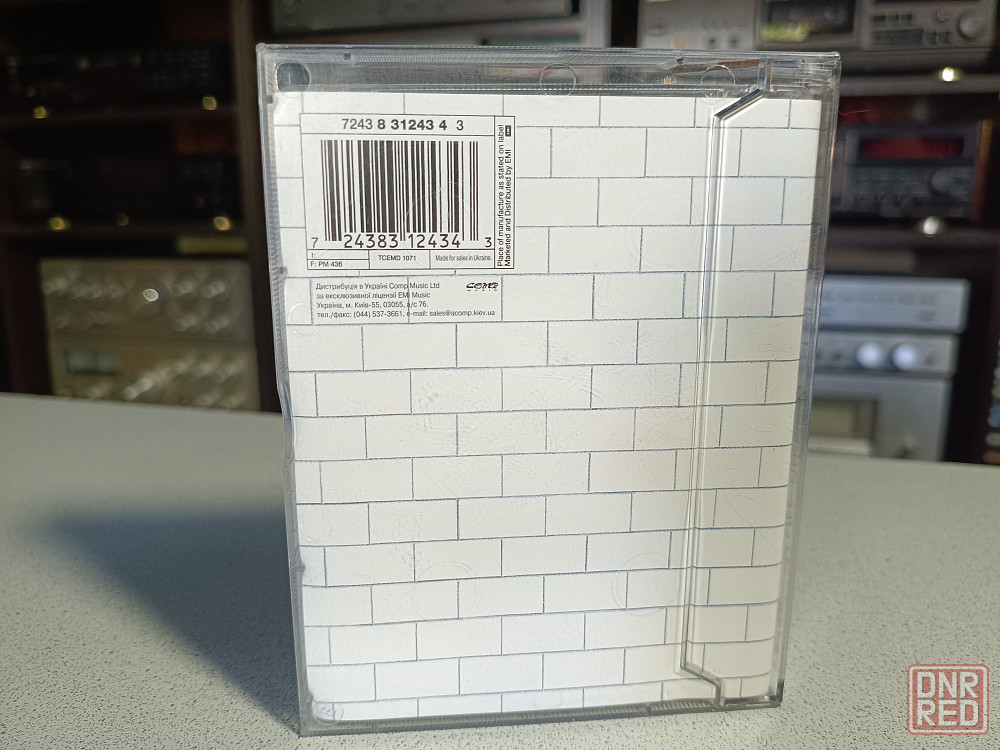 7243 8 31243 4 3
7 24383 12434 3
I:
F: PM 436
TCEMD 1071
Made for sales in Ukraine.
Place of manufacture as stated on label
Marketed and Distributed by EMI
Дистрибуція в Україні Comp Music Ltd
за ексклюзивної ліцензії EMI Music
Україна, м. Київ-55, 03055, а/с 76.
тел./факс: (044) 537-3661, e-mail: sales@acomp.kiev.ua
COMP
MUSIC
DNR
RED